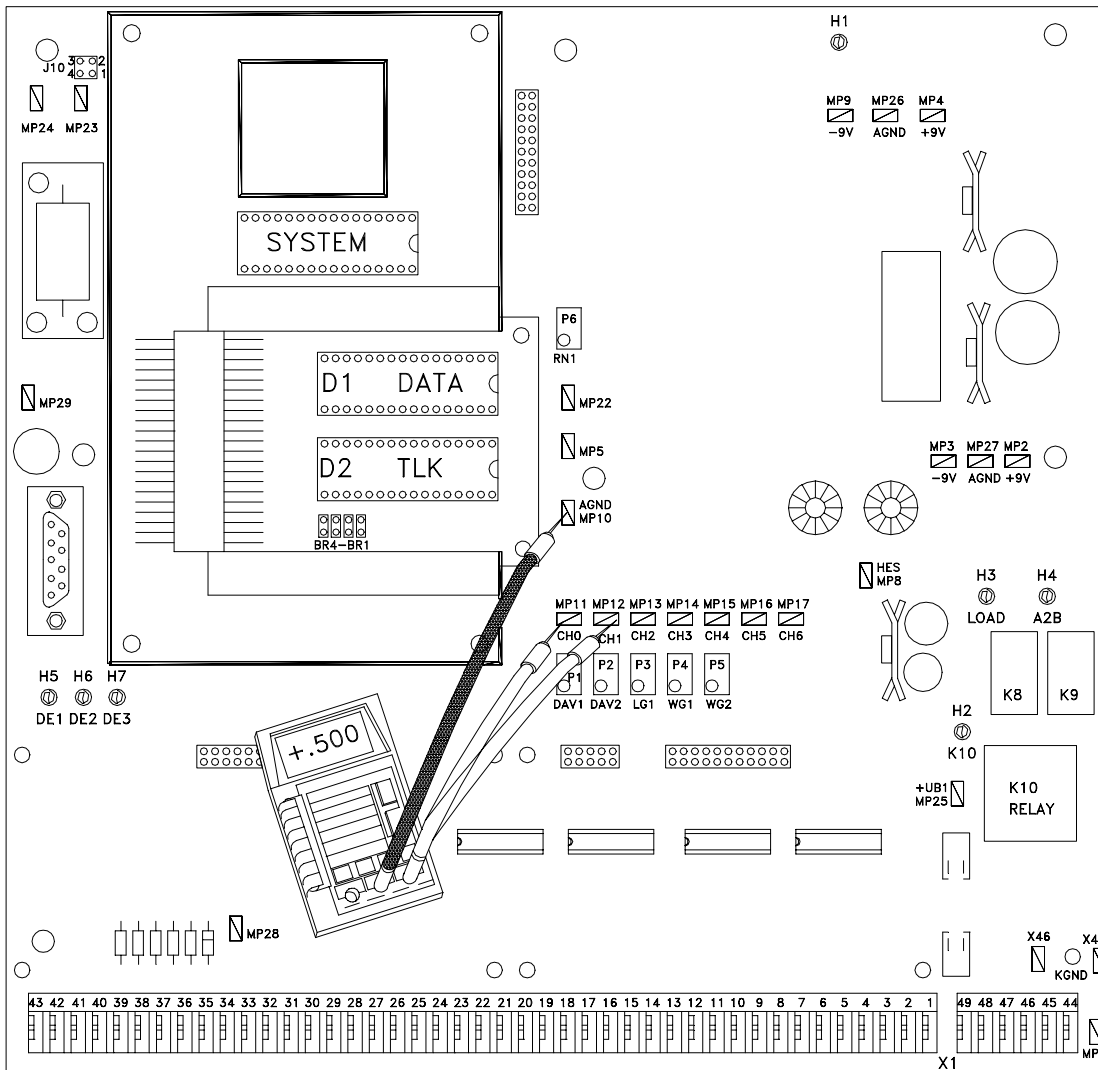 H1
J10 3 2
4 1
MP24 MP23
MP9 MP26 MP4
-9V AGND +9V
SYSTEM
P6
RN1
D1 DATA
MP29
MP22
D2 TLK
MP5
MP3 MP27 MP2
-9V AGND +9V
AGND
MP10
BR4-BR1
HES
MP8
H3 H4
LOAD A2B
MP11 MP12 MP13 MP14 MP15 MP16 MP17
CH0 CH1 CH2 CH3 CH4 CH5 CH6
P1 P2 P3 P4 P5
DAV1 DAV2 LG1 WG1 WG2
H5 H6 H7
DE1 DE2 DE3
K8 K9
H2
K10
+.500
+UB1
MP25
K10
RELAY
MP28
X46
X4
KGND
43 42 41 40 39 38 37 36 35 34 33 32 31 30 29 28 27 26 25 24 23 22 21 20 19 18 17 16 15 14 13 12 11 10 9 8 7 6 5 4 3 2 1 49 48 47 46 45 44
MP
X1